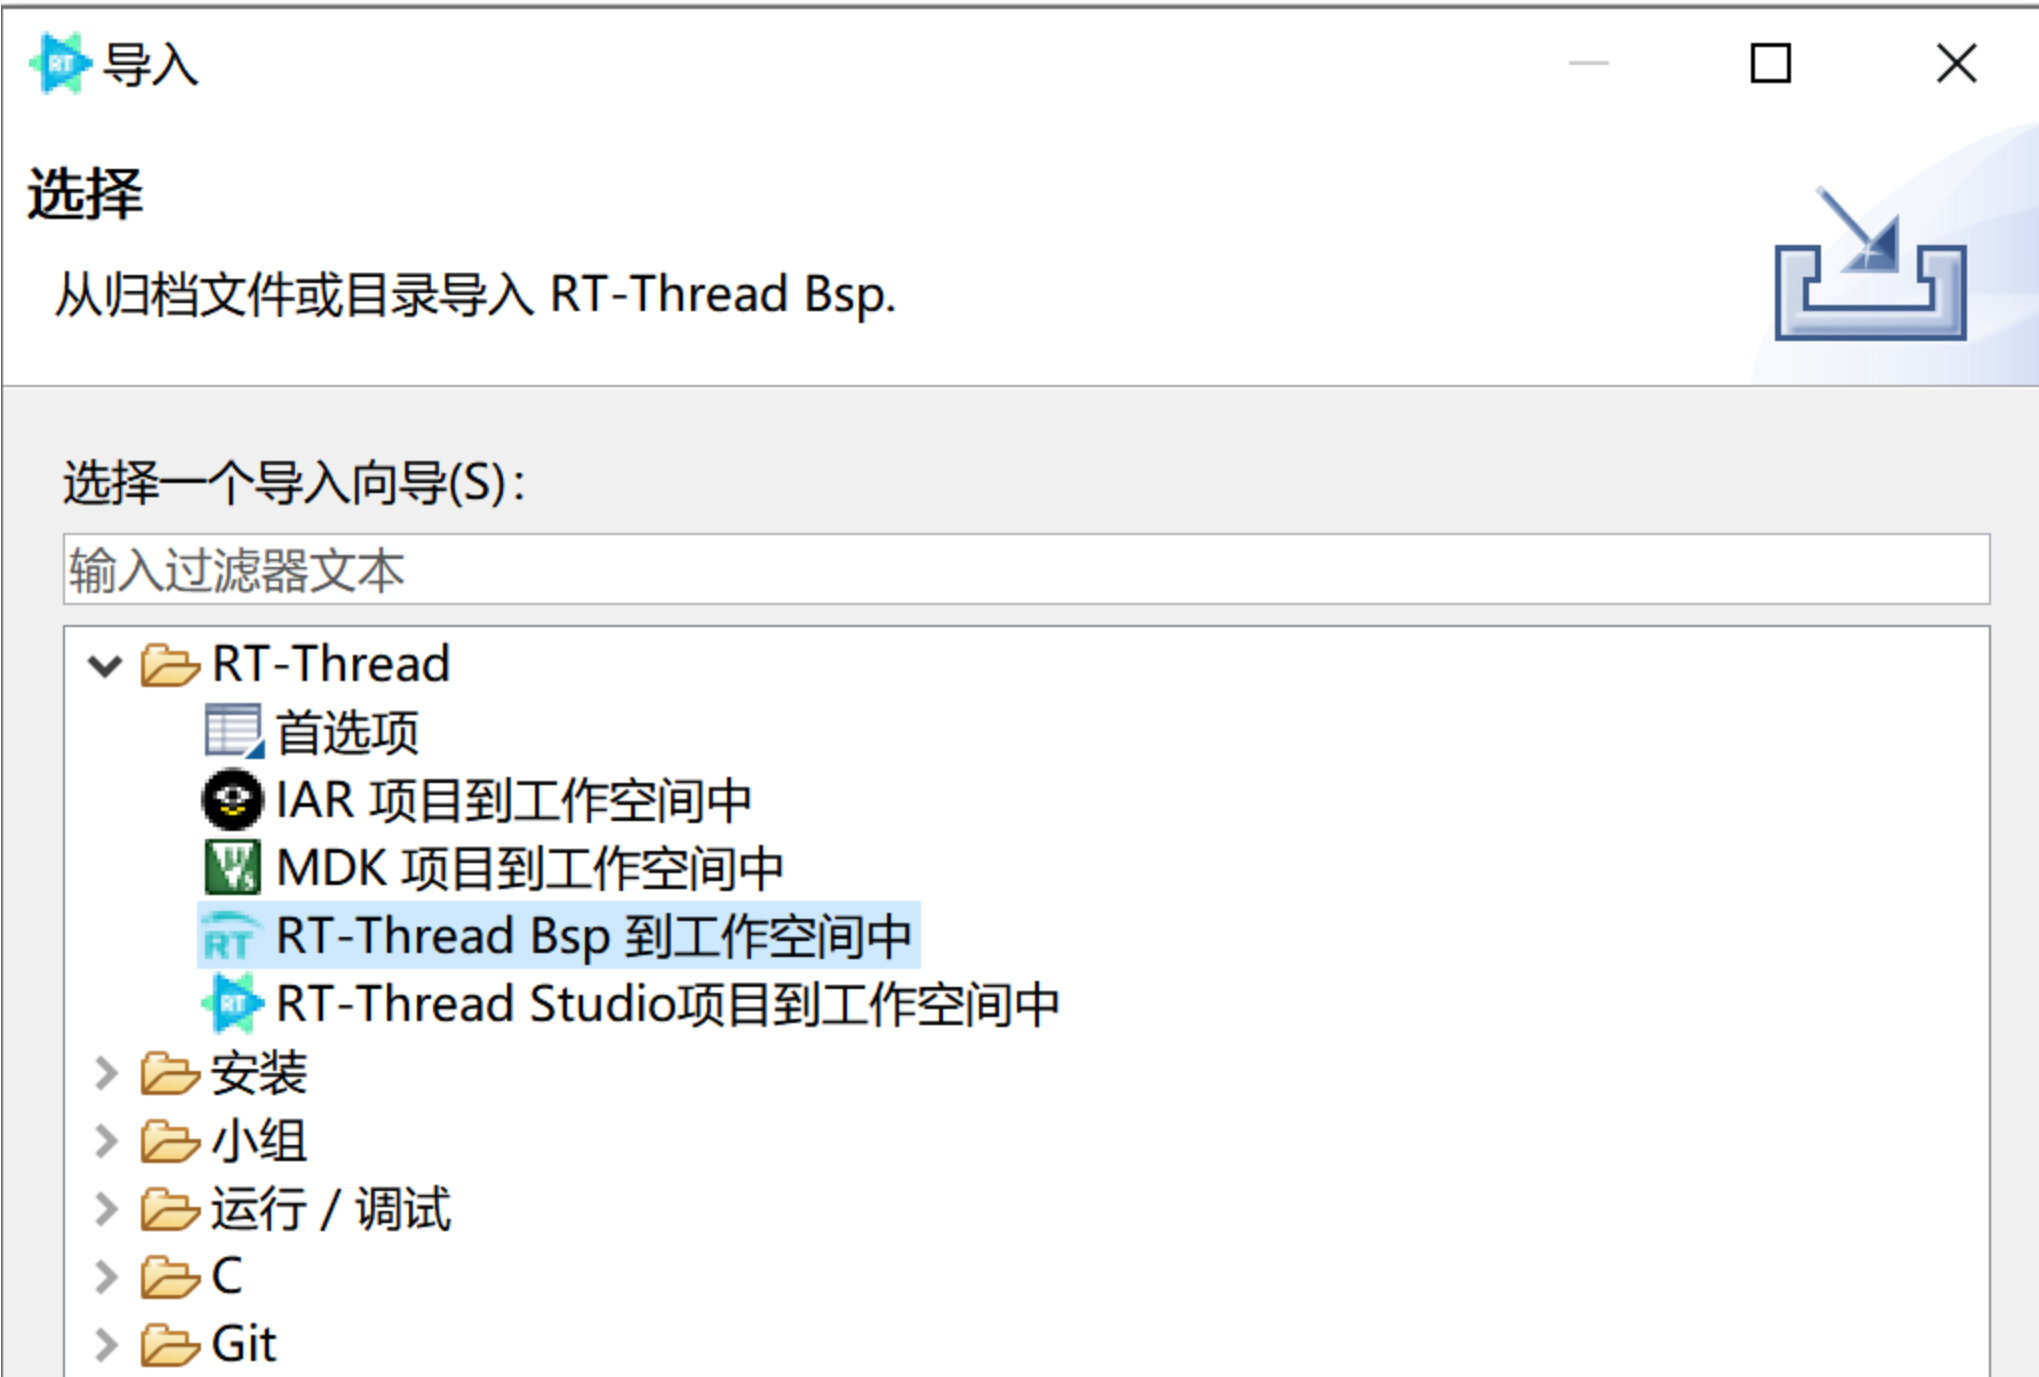 导入
选择
从归档文件或目录导入 RT-Thread Bsp.
选择一个导入向导(S):
输入过滤器文本
RT-Thread
首选项
IAR 项目到工作空间中
MDK 项目到工作空间中
RT-Thread Bsp 到工作空间中
RT-Thread Studio项目到工作空间中
安装
小组
运行 / 调试
C
Git